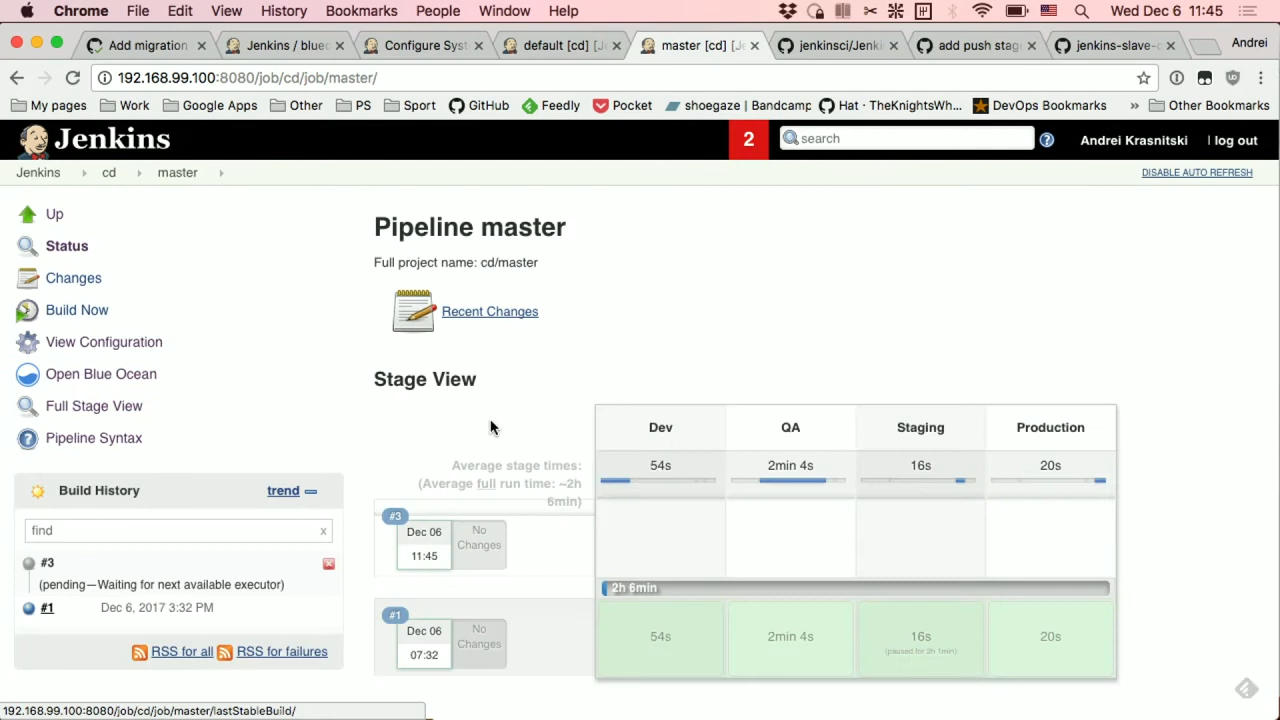 Chrome File Edit View History Bookmarks People Window Help Wed Dec 6 11:45
Add migration Jenkins / blueo Configure Syst default [cd] [Je master [cd] [Je jenkinsci/Jenki add push stag jenkins-slave-c Andrei
192.168.99.100:8080/job/cd/job/master/
My pages Work Google Apps Other PS Sport GitHub Feedly Pocket shoegaze | Bandcamp Hat · TheKnightsWh... DevOps Bookmarks » Other Bookmarks
Jenkins 2 search Andrei Krasnitski | log out
Jenkins cd master DISABLE AUTO REFRESH
Up
Status
Changes
Build Now
View Configuration
Open Blue Ocean
Full Stage View
Pipeline Syntax
Build History trend
find x
#3
(pending—Waiting for next available executor)
#1 Dec 6, 2017 3:32 PM
RSS for all RSS for failures
Pipeline master
Full project name: cd/master
Recent Changes
Stage View
Dev QA Staging Production
Average stage times: 54s 2min 4s 16s 20s
(Average full run time: ~2h
6min)
#3
Dec 06 No
11:45 Changes
2h 6min
#1
Dec 06 No
07:32 Changes
54s 2min 4s 16s 20s
(paused for 2h 1min)
192.168.99.100:8080/job/cd/job/master/lastStableBuild/